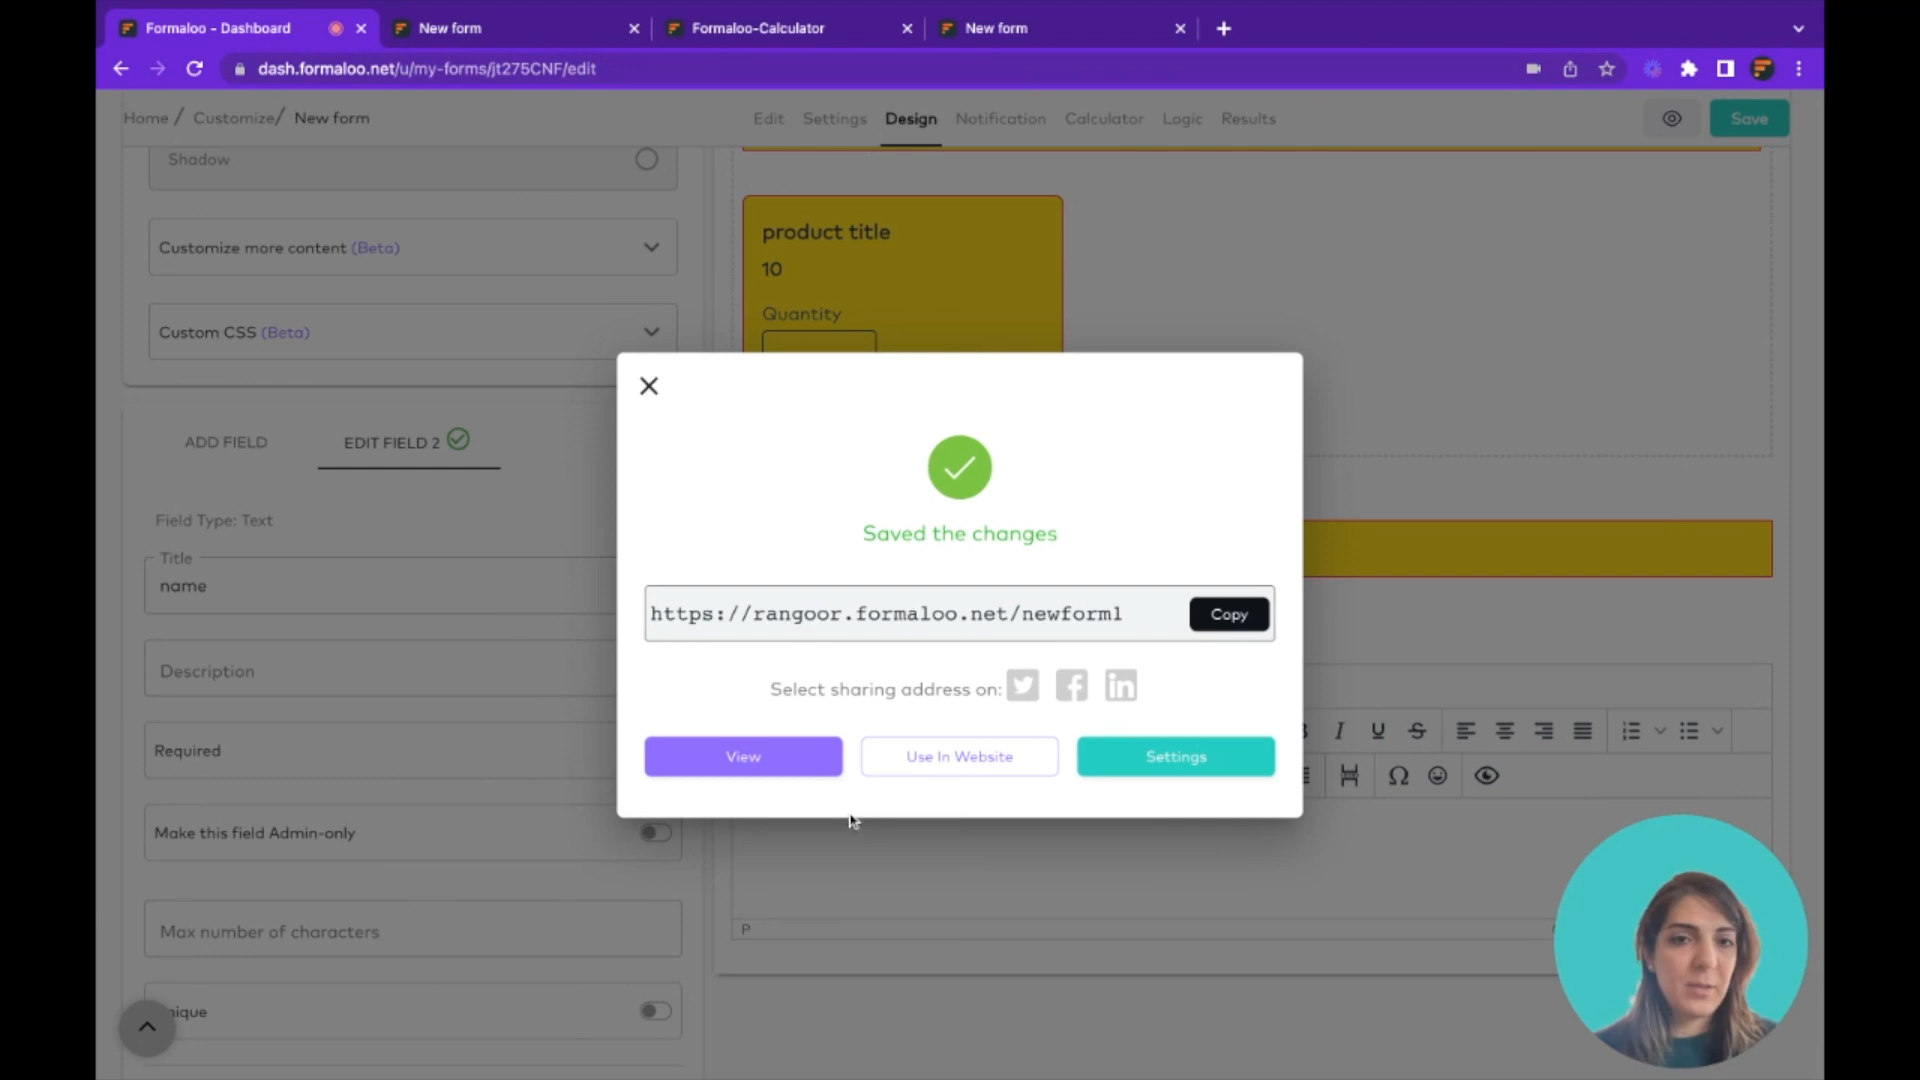 Formaloo - Dashboard
New form
Formaloo-Calculator
New form
dash.formaloo.net/u/my-forms/jt275CNF/edit
Home / Customize/ New form
Edit
Settings
Design
Notification
Calculator
Logic
Results
Save
Shadow
Customize more content (Beta)
Custom CSS (Beta)
ADD FIELD
EDIT FIELD 2
Field Type: Text
Title
name
Description
Required
Make this field Admin-only
Max number of characters
product title
10
Quantity
Saved the changes
https://rangoor.formaloo.net/newform1
Copy
Select sharing address on:
View
Use In Website
Settings
P